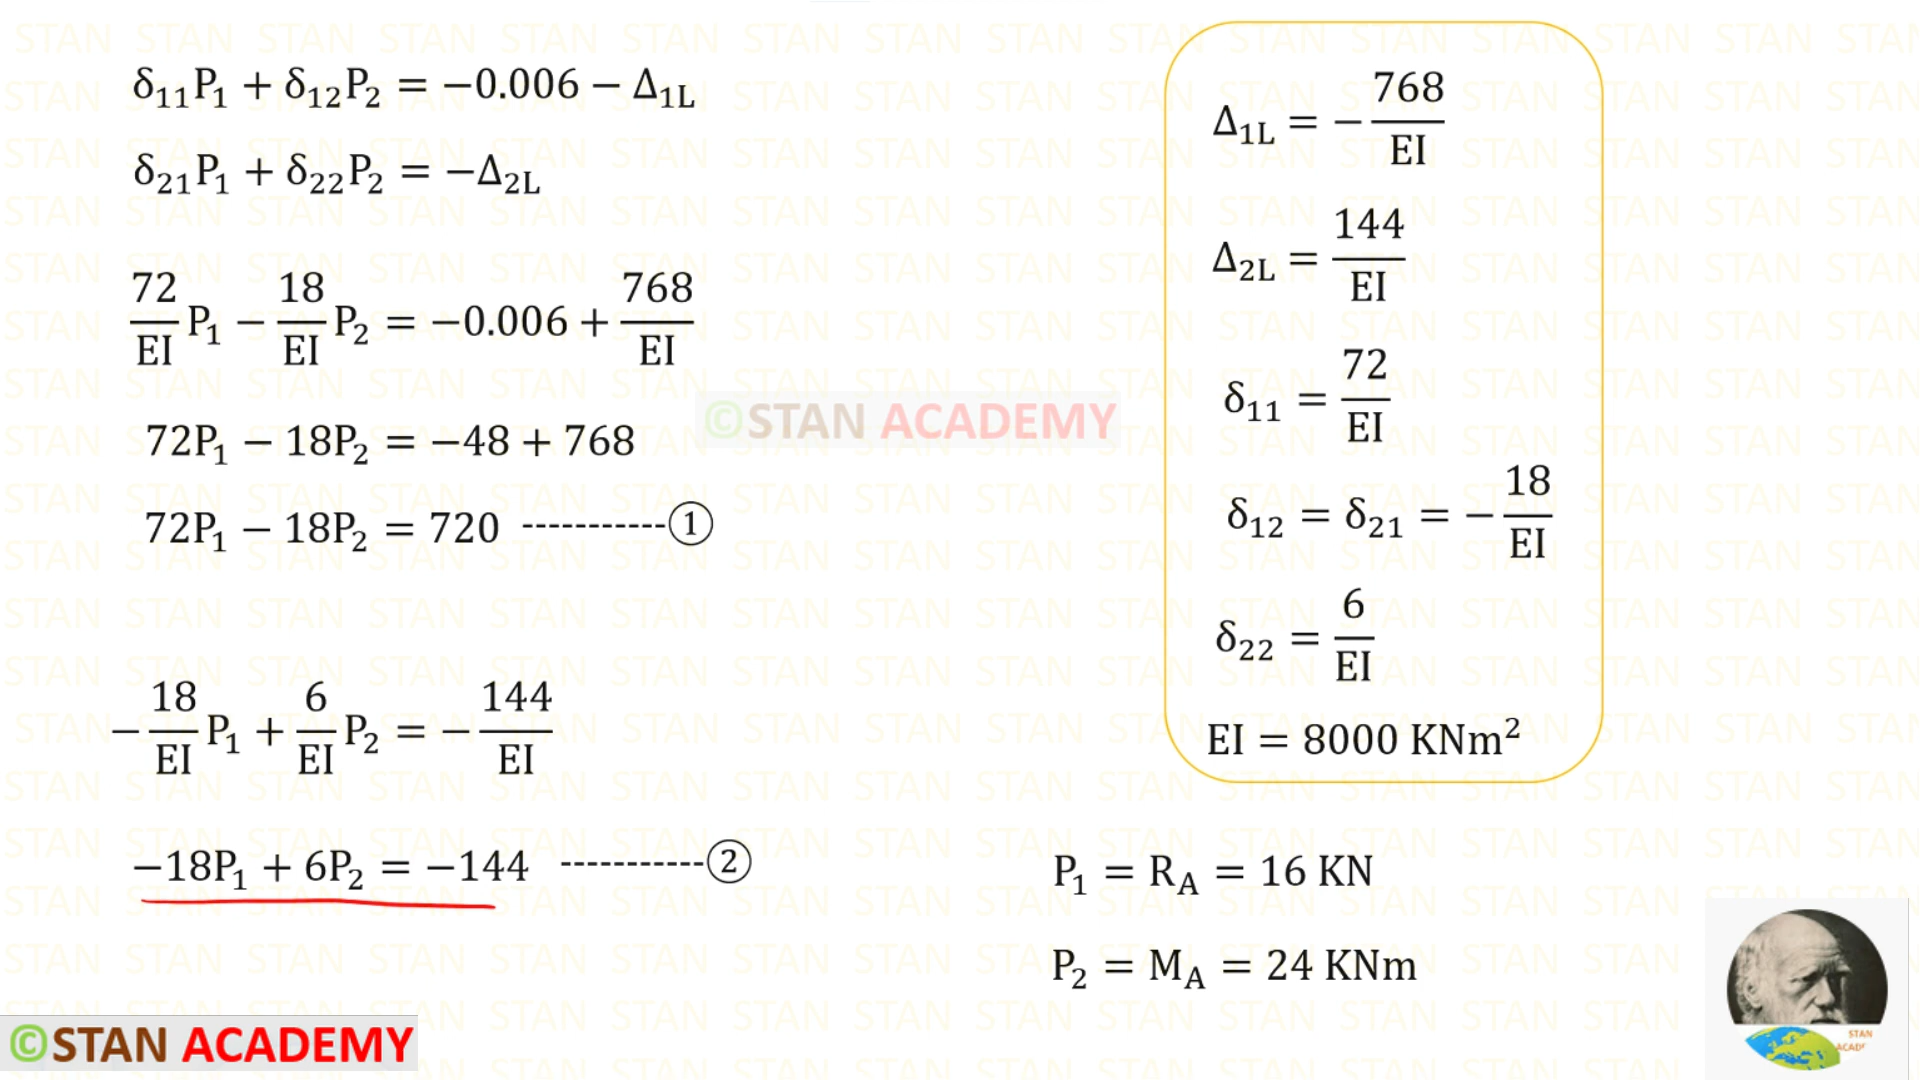 δ₁₁P₁ + δ₁₂P₂ = −0.006 − Δ₁L
δ₂₁P₁ + δ₂₂P₂ = −Δ₂L
72/EI P₁ − 18/EI P₂ = −0.006 + 768/EI
72P₁ − 18P₂ = −48 + 768
72P₁ − 18P₂ = 720 ----------- ①
−18/EI P₁ + 6/EI P₂ = −144/EI
−18P₁ + 6P₂ = −144 ----------- ②
Δ₁L = −768/EI
Δ₂L = 144/EI
δ₁₁ = 72/EI
δ₁₂ = δ₂₁ = −18/EI
δ₂₂ = 6/EI
EI = 8000 KNm²
P₁ = R_A = 16 KN
P₂ = M_A = 24 KNm
©STAN ACADEMY
©STAN ACADEMY
STAN